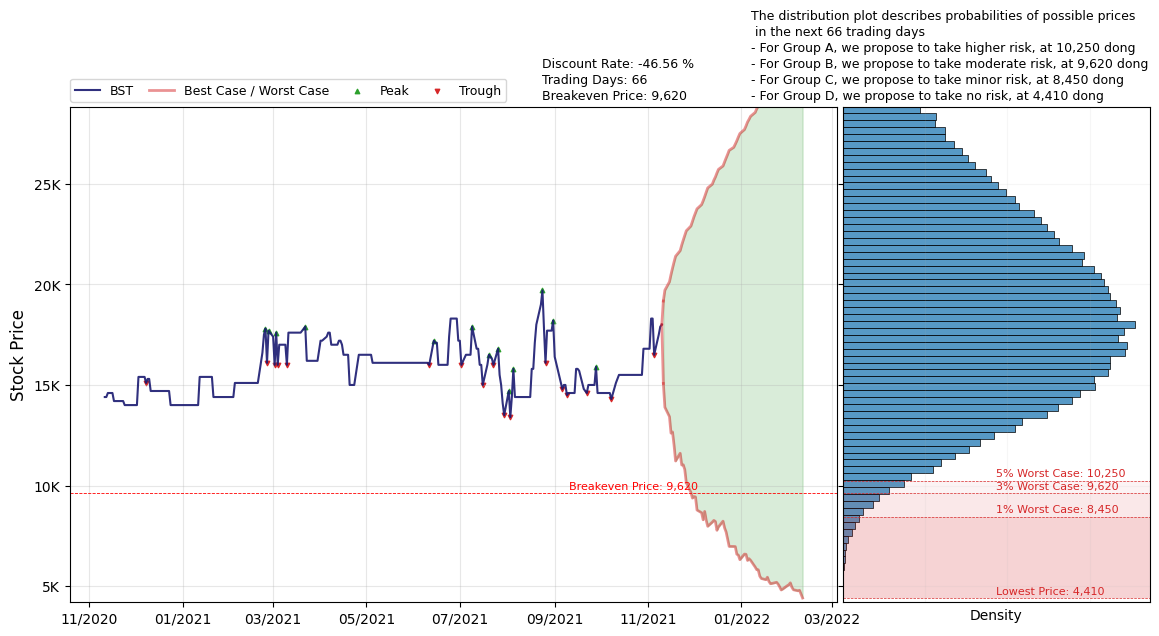 The distribution plot describes probabilities of possible prices
in the next 66 trading days
- For Group A, we propose to take higher risk, at 10,250 dong
- For Group B, we propose to take moderate risk, at 9,620 dong
- For Group C, we propose to take minor risk, at 8,450 dong
- For Group D, we propose to take no risk, at 4,410 dong
Discount Rate: -46.56 %
Trading Days: 66
Breakeven Price: 9,620
BST
Best Case / Worst Case
Peak
Trough
Stock Price
25K
20K
15K
10K
5K
Breakeven Price: 9,620
11/2020
01/2021
03/2021
05/2021
07/2021
09/2021
11/2021
01/2022
03/2022
5% Worst Case: 10,250
3% Worst Case: 9,620
1% Worst Case: 8,450
Lowest Price: 4,410
Density